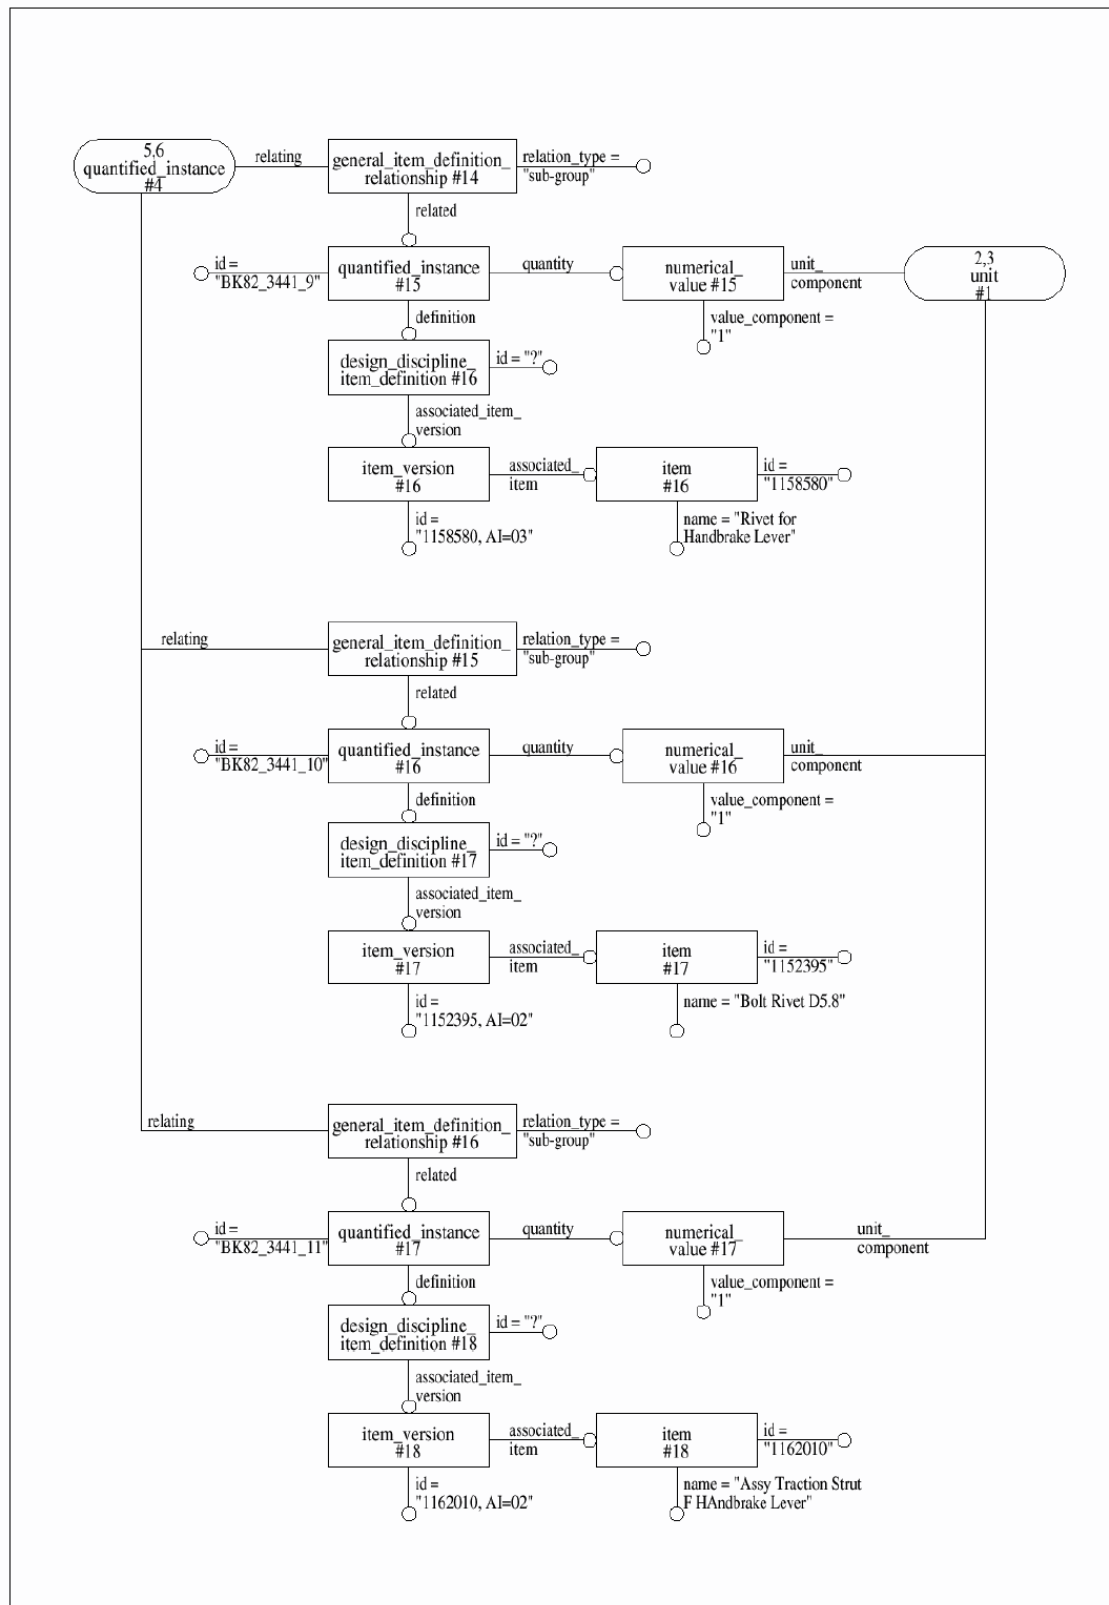 5,6
quantified_instance
#4
relating
general_item_definition_
relationship #14
relation_type =
"sub-group"
related
id =
"BK82_3441_9"
quantified_instance
#15
quantity
numerical_
value #15
unit_
component
2,3
unit
#1
definition
value_component =
"1"
design_discipline_
item_definition #16
id = "?"
associated_item_
version
item_version
#16
associated_
item
item
#16
id =
"1158580"
id =
"1158580, AI=03"
name = "Rivet for
Handbrake Lever"
relating
general_item_definition_
relationship #15
relation_type =
"sub-group"
related
id =
"BK82_3441_10"
quantified_instance
#16
quantity
numerical_
value #16
unit_
component
definition
value_component =
"1"
design_discipline_
item_definition #17
id = "?"
associated_item_
version
item_version
#17
associated_
item
item
#17
id =
"1152395"
id =
"1152395, AI=02"
name = "Bolt Rivet D5.8"
relating
general_item_definition_
relationship #16
relation_type =
"sub-group"
related
id =
"BK82_3441_11"
quantified_instance
#17
quantity
numerical_
value #17
unit_
component
definition
value_component =
"1"
design_discipline_
item_definition #18
id = "?"
associated_item_
version
item_version
#18
associated_
item
item
#18
id =
"1162010"
id =
"1162010, AI=02"
name = "Assy Traction Strut
F HAndbrake Lever"